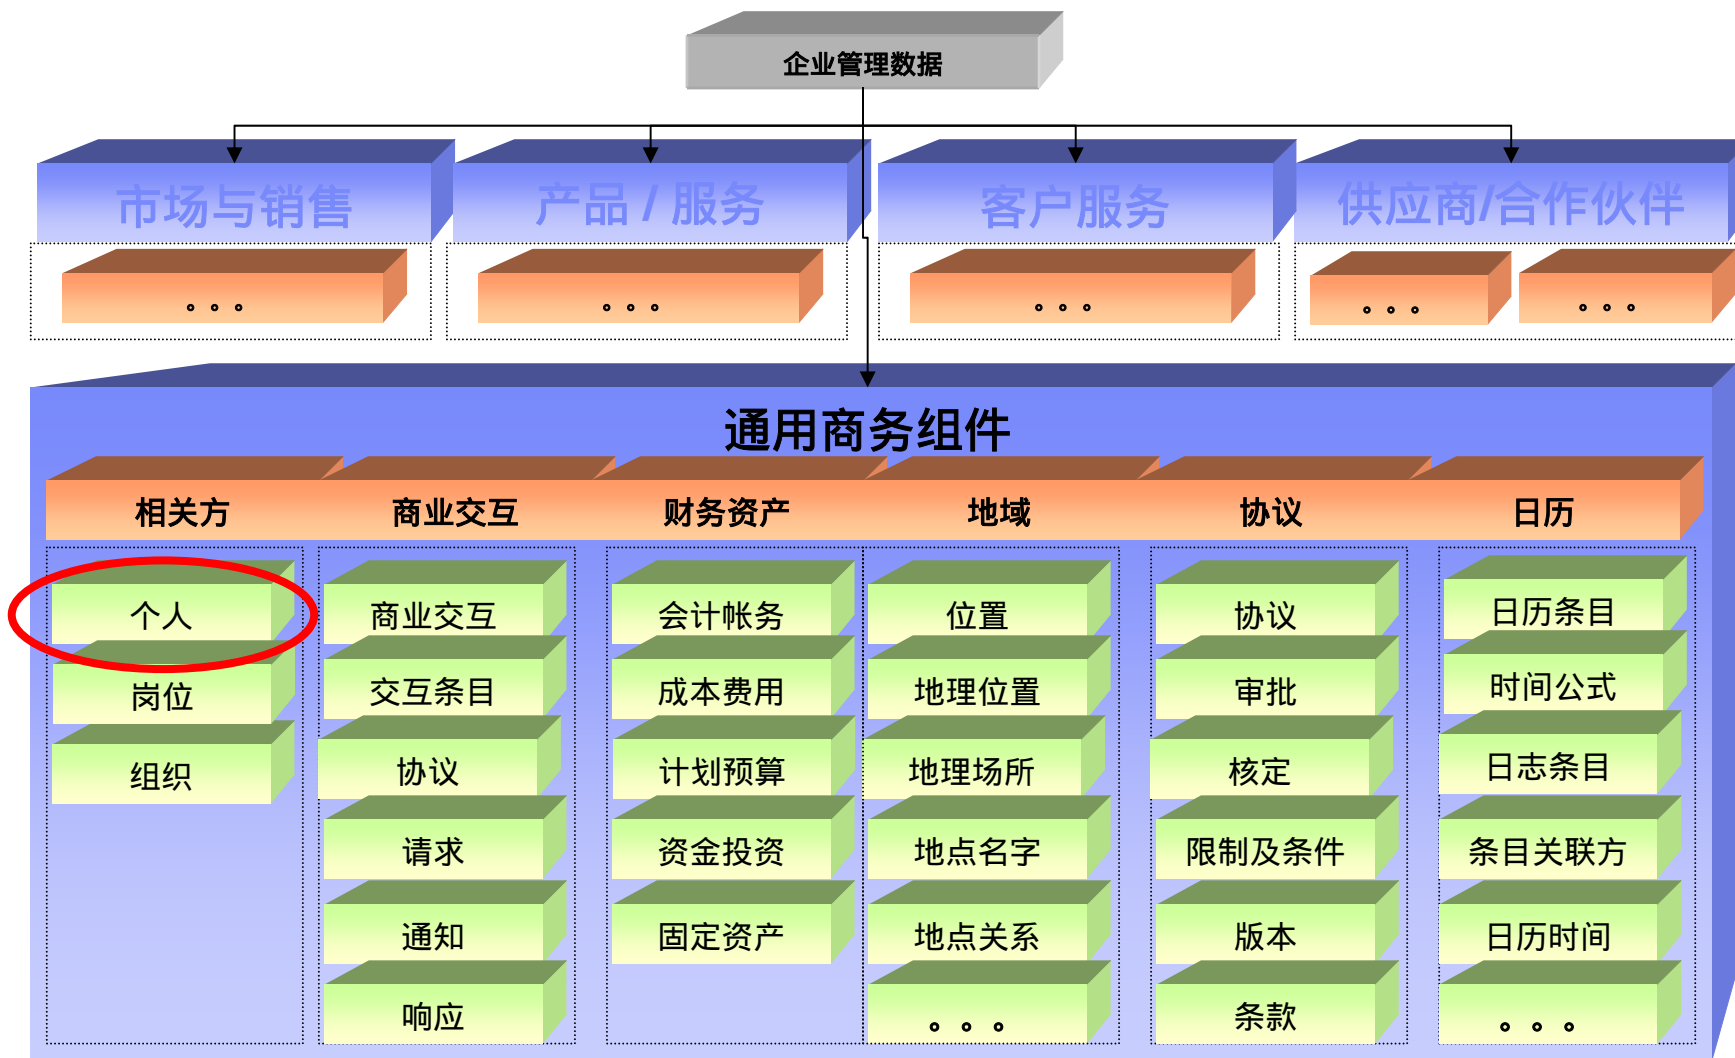 企业管理数据
市场与销售
产品 / 服务
客户服务
供应商/合作伙伴
。。。
。。。
。。。
。。。
。。。
通用商务组件
相关方
商业交互
财务资产
地域
协议
日历
个人
岗位
组织
商业交互
交互条目
协议
请求
通知
响应
会计帐务
成本费用
计划预算
资金投资
固定资产
位置
地理位置
地理场所
地点名字
地点关系
。。。
协议
审批
核定
限制及条件
版本
条款
日历条目
时间公式
日志条目
条目关联方
日历时间
。。。